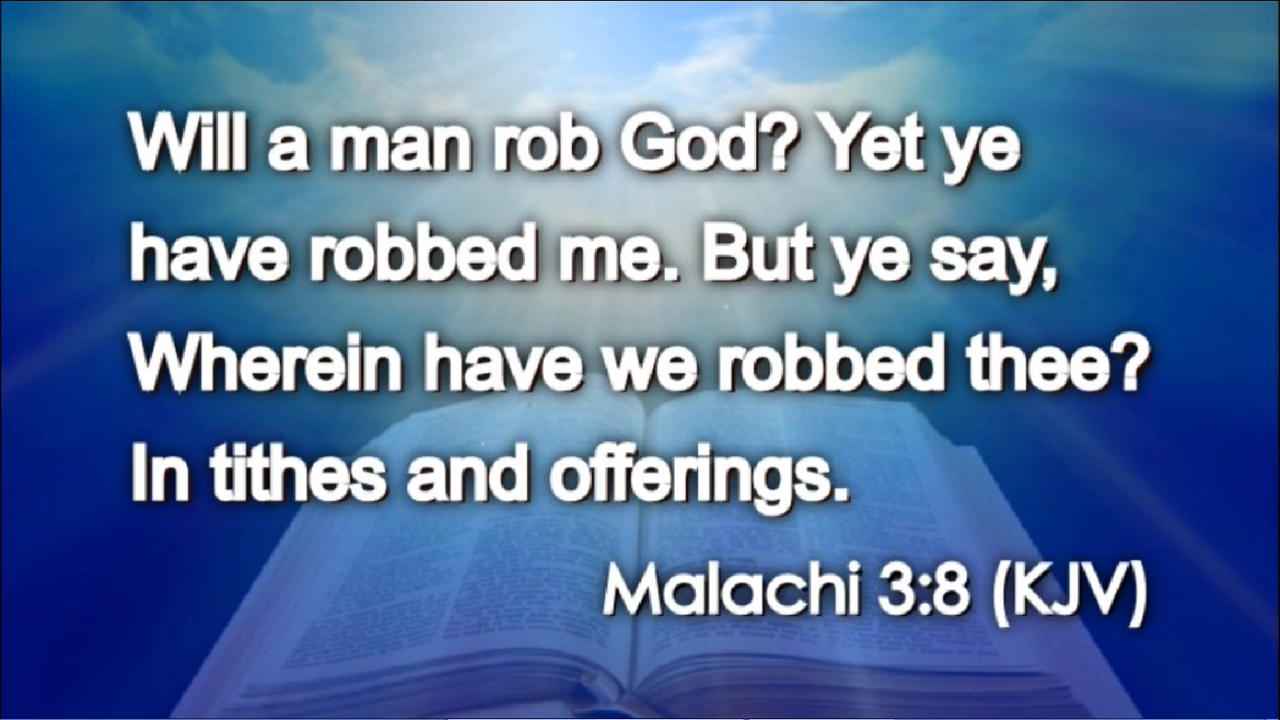 Will a man rob God? Yet ye
have robbed me. But ye say,
Wherein have we robbed thee?
In tithes and offerings.
Malachi 3:8 (KJV)